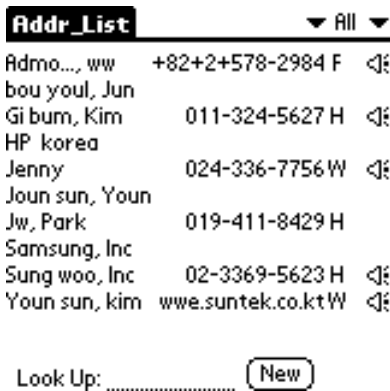 Addr_List All
Admo..., ww +82+2+578-2984 F
bou youl, Jun
Gi bum, Kim 011-324-5627 H
HP korea
Jenny 024-336-7756 W
Joun sun, Youn
Jw, Park 019-411-8429 H
Samsung, Inc
Sung woo, Inc 02-3369-5623 H
Youn sun, kim wwe.suntek.co.kt W
Look Up: New